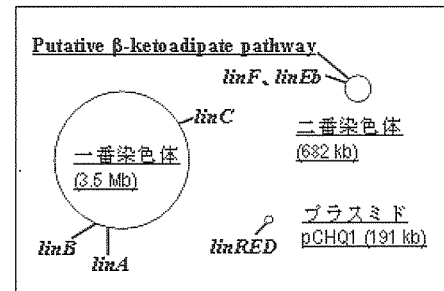 Putative β-ketoadipate pathway
linF、linEb
linC
一番染色体
(3.5 Mb)
二番染色体
(682 kb)
linB
linA
linRED
プラスミド
pCHQ1 (191 kb)